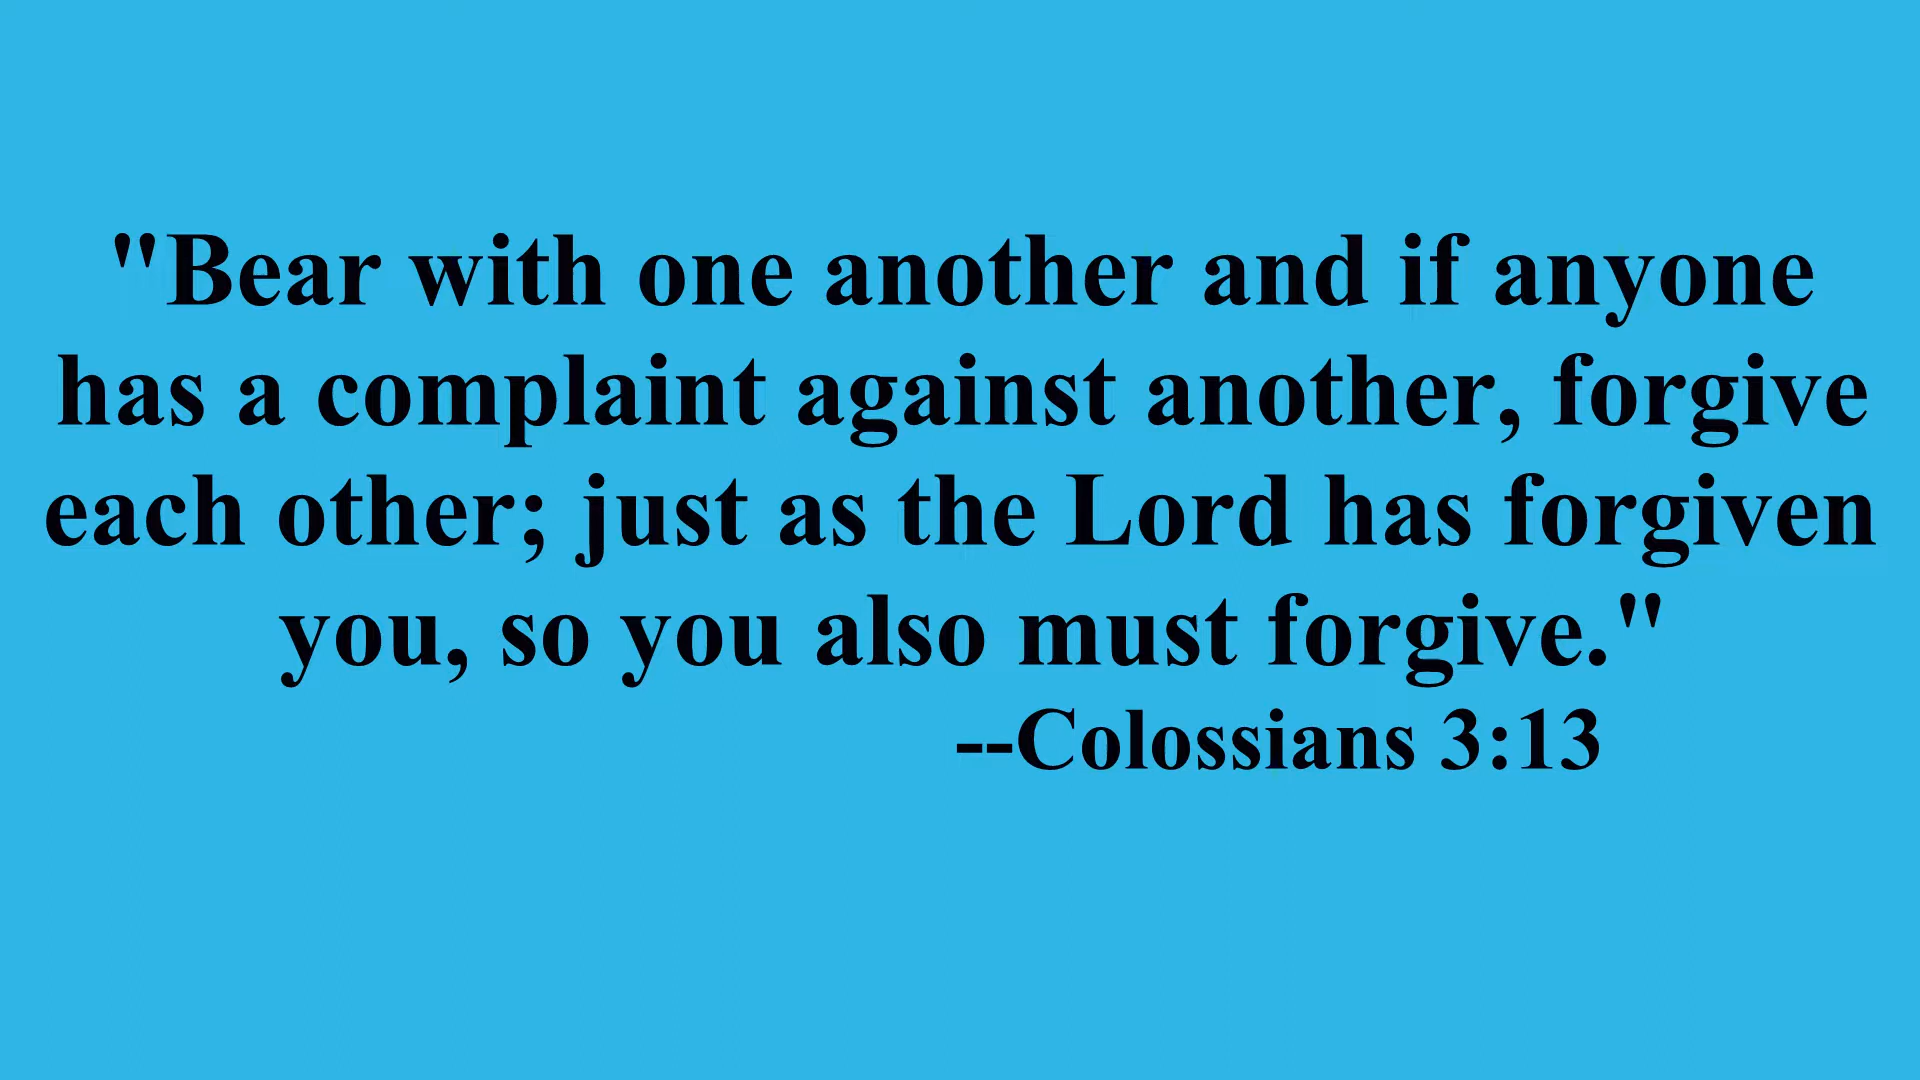 "Bear with one another and if anyone
has a complaint against another, forgive
each other; just as the Lord has forgiven
you, so you also must forgive."
--Colossians 3:13